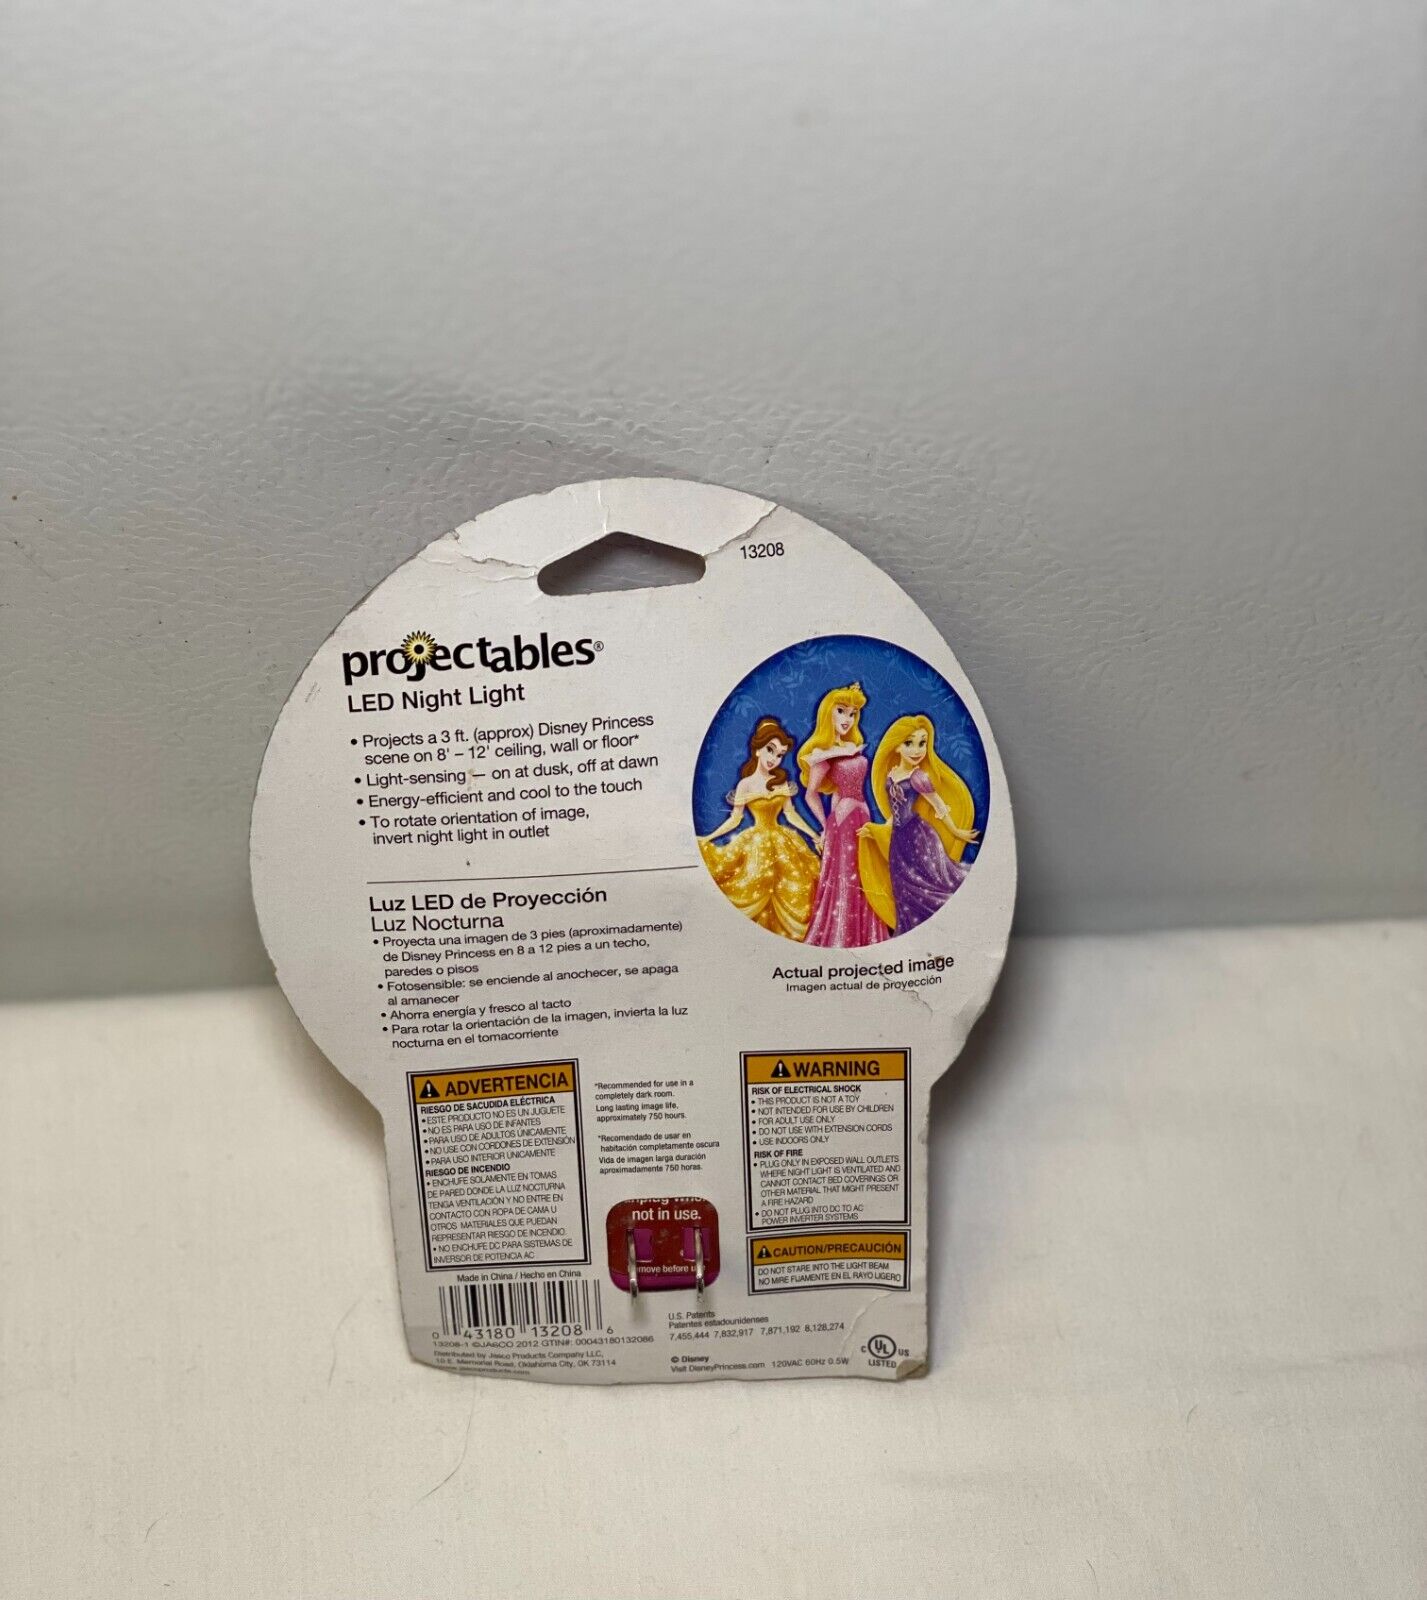 13208
projectables®
LED Night Light
• Projects a 3 ft. (approx) Disney Princess
scene on 8' – 12' ceiling, wall or floor*
• Light-sensing — on at dusk, off at dawn
• Energy-efficient and cool to the touch
• To rotate orientation of image,
invert night light in outlet
Luz LED de Proyección
Luz Nocturna
• Proyecta una imagen de 3 pies (aproximadamente)
de Disney Princess en 8 a 12 pies a un techo,
paredes o pisos
• Fotosensible: se enciende al anochecer, se apaga
al amanecer
• Ahorra energía y fresco al tacto
• Para rotar la orientación de la imagen, invierta la luz
nocturna en el tomacorriente
Actual projected image
Imagen actual de proyección
ADVERTENCIA
RIESGO DE SACUDIDA ELÉCTRICA
• ESTE PRODUCTO NO ES UN JUGUETE
• NO ES PARA USO DE INFANTES
• PARA USO DE ADULTOS ÚNICAMENTE
• NO USE CON CORDONES DE EXTENSIÓN
• PARA USO INTERIOR ÚNICAMENTE
RIESGO DE INCENDIO
• ENCHUFE SOLAMENTE EN TOMAS
DE PARED DONDE LA LUZ NOCTURNA
TENGA VENTILACIÓN Y NO ENTRE EN
CONTACTO CON ROPA DE CAMA U
OTROS MATERIALES QUE PUEDAN
REPRESENTAR RIESGO DE INCENDIO.
• NO ENCHUFE DC PARA SISTEMAS DE
INVERSOR DE POTENCIA AC
*Recommended for use in a
completely dark room.
Long lasting image life,
approximately 750 hours.
*Recomendado de usar en
habitación completamente oscura
Vida de imagen larga duración
aproximadamente 750 horas.
not in use.
move before
WARNING
RISK OF ELECTRICAL SHOCK
• THIS PRODUCT IS NOT A TOY
• NOT INTENDED FOR USE BY CHILDREN
• FOR ADULT USE ONLY
• DO NOT USE WITH EXTENSION CORDS
• USE INDOORS ONLY
RISK OF FIRE
• PLUG ONLY IN EXPOSED WALL OUTLETS
WHERE NIGHT LIGHT IS VENTILATED AND
CANNOT CONTACT BED COVERINGS OR
OTHER MATERIAL THAT MIGHT PRESENT
A FIRE HAZARD
• DO NOT PLUG INTO DC TO AC
POWER INVERTER SYSTEMS
CAUTION/PRECAUCIÓN
DO NOT STARE INTO THE LIGHT BEAM
NO MIRE FIJAMENTE EN EL RAYO LIGERO
Made in China / Hecho en China
0 43180 13208 6
13208-1 ©JASCO 2012 GTIN#: 00043180132086
Distributed by Jasco Products Company LLC,
10 E. Memorial Road, Oklahoma City, OK 73114
www.jascoproducts.com
U.S. Patents
Patentes estadounidenses
7,455,444 7,832,917 7,871,192 8,128,274
© Disney
Visit DisneyPrincess.com 120VAC 60Hz 0.5W
C UL US
LISTED